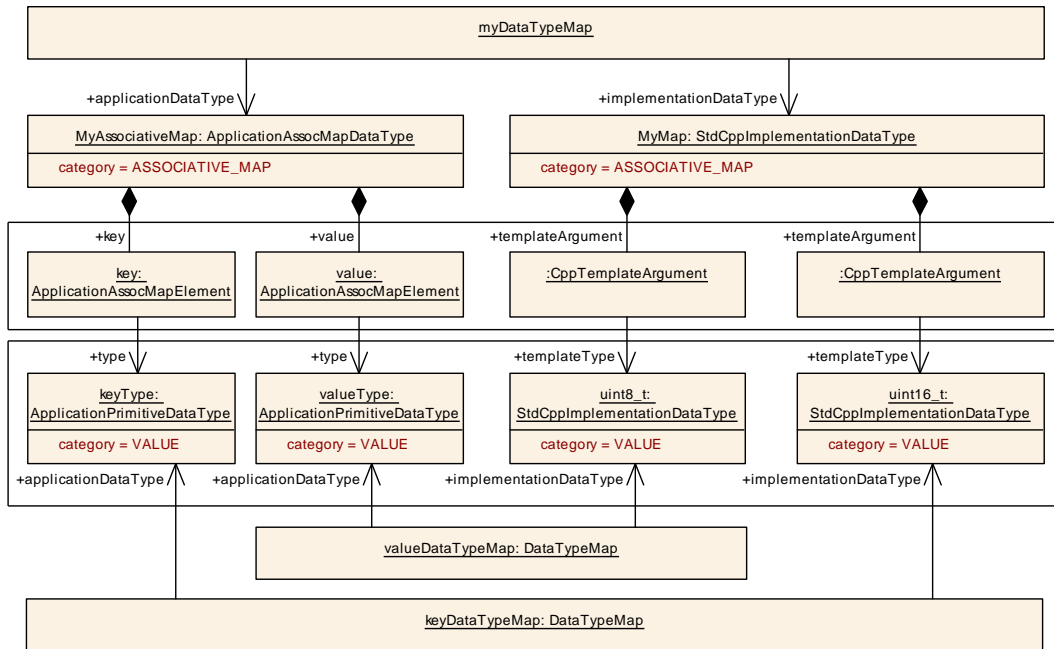 myDataTypeMap
+applicationDataType
+implementationDataType
MyAssociativeMap: ApplicationAssocMapDataType
MyMap: StdCppImplementationDataType
category = ASSOCIATIVE_MAP
category = ASSOCIATIVE_MAP
+key
+value
+templateArgument
+templateArgument
key:
ApplicationAssocMapElement
value:
ApplicationAssocMapElement
:CppTemplateArgument
:CppTemplateArgument
+type
+type
+templateType
+templateType
keyType:
ApplicationPrimitiveDataType
valueType:
ApplicationPrimitiveDataType
uint8_t:
StdCppImplementationDataType
uint16_t:
StdCppImplementationDataType
category = VALUE
category = VALUE
category = VALUE
category = VALUE
+applicationDataType
+applicationDataType
+implementationDataType
+implementationDataType
valueDataTypeMap: DataTypeMap
keyDataTypeMap: DataTypeMap